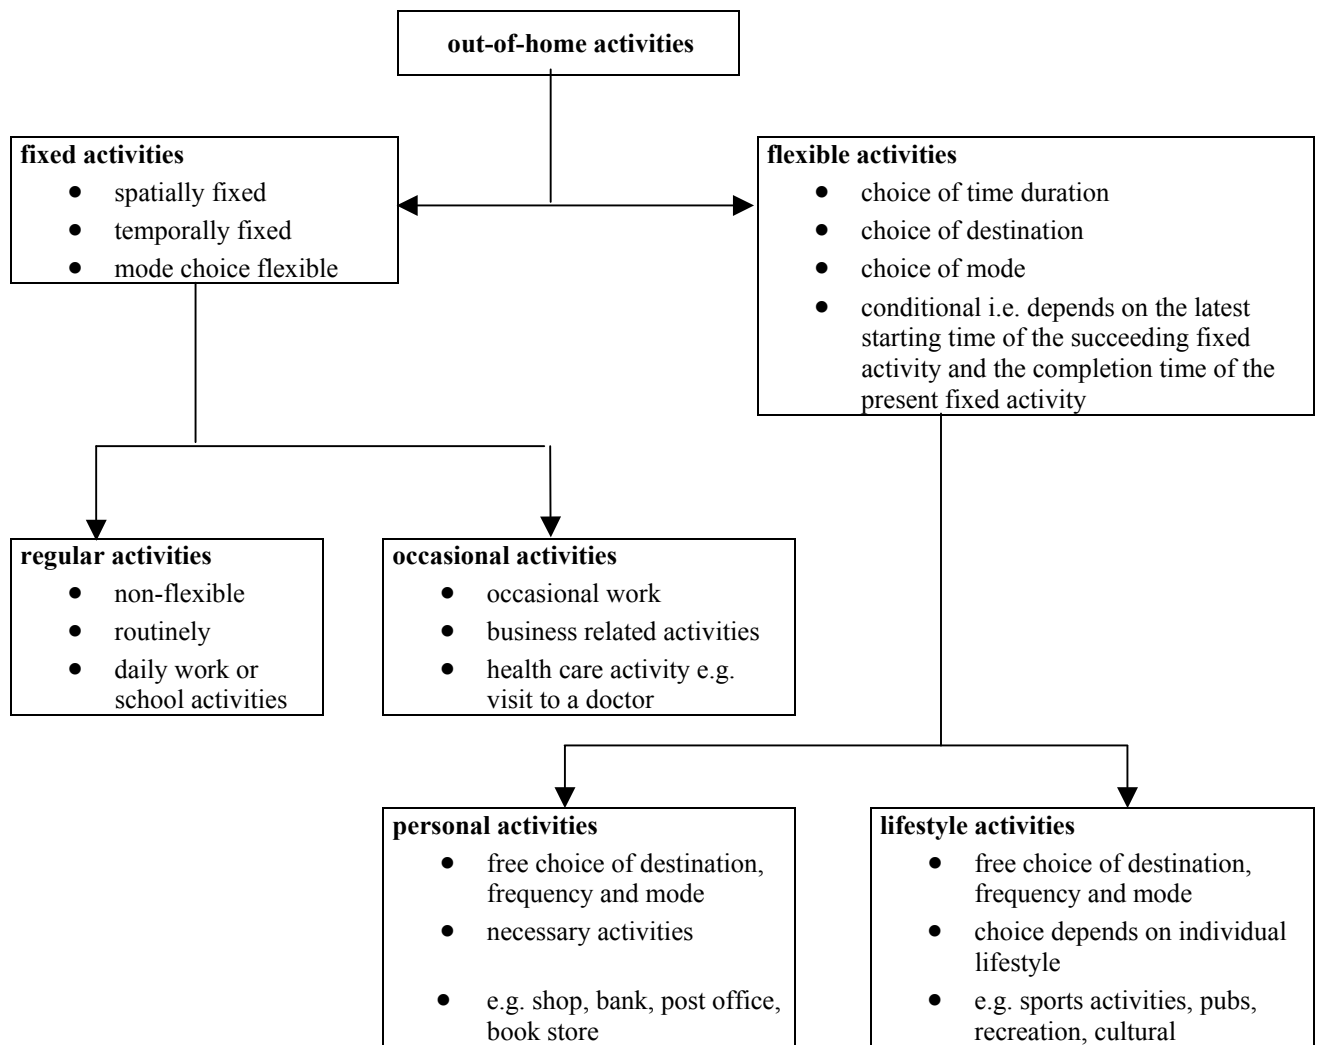 out-of-home activities
fixed activities
● spatially fixed
● temporally fixed
● mode choice flexible
flexible activities
● choice of time duration
● choice of destination
● choice of mode
● conditional i.e. depends on the latest
starting time of the succeeding fixed
activity and the completion time of the
present fixed activity
regular activities
● non-flexible
● routinely
● daily work or
school activities
occasional activities
● occasional work
● business related activities
● health care activity e.g.
visit to a doctor
personal activities
● free choice of destination,
frequency and mode
● necessary activities
● e.g. shop, bank, post office,
book store
lifestyle activities
● free choice of destination,
frequency and mode
● choice depends on individual
lifestyle
● e.g. sports activities, pubs,
recreation, cultural